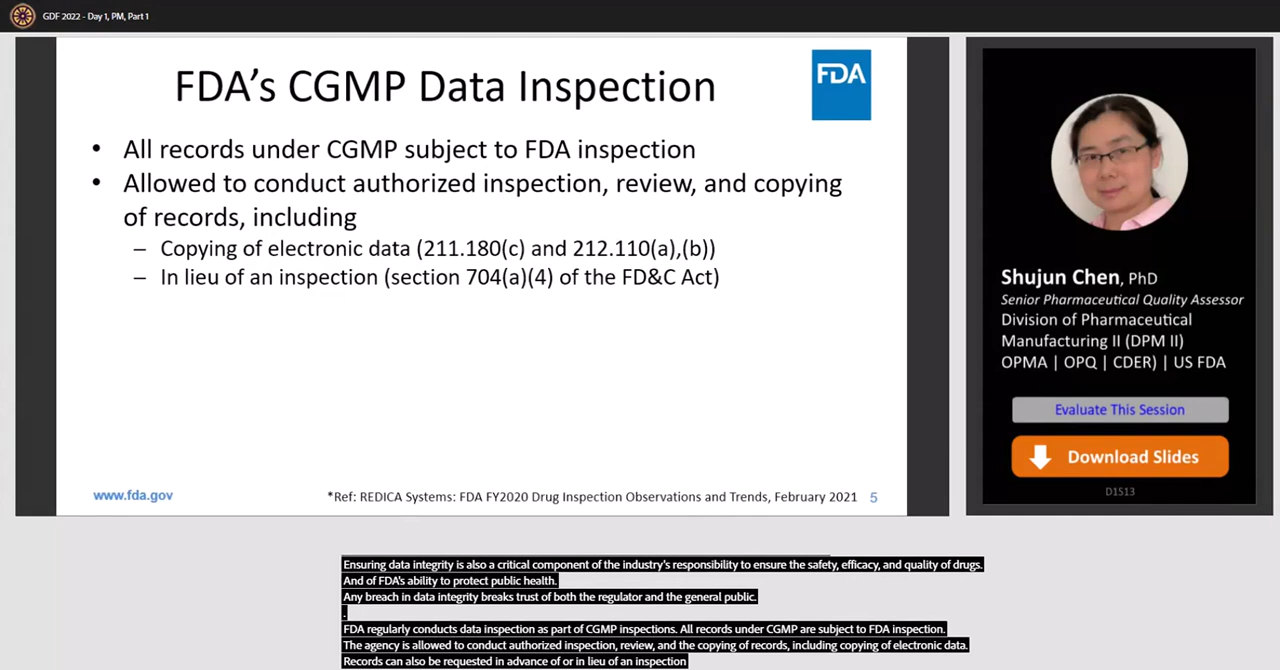 GDF 2022 - Day 1, PM, Part 1
FDA's CGMP Data Inspection
FDA
• All records under CGMP subject to FDA inspection
• Allowed to conduct authorized inspection, review, and copying
of records, including
– Copying of electronic data (211.180(c) and 212.110(a),(b))
– In lieu of an inspection (section 704(a)(4) of the FD&C Act)
www.fda.gov
*Ref: REDICA Systems: FDA FY2020 Drug Inspection Observations and Trends, February 2021
5
Shujun Chen, PhD
Senior Pharmaceutical Quality Assessor
Division of Pharmaceutical
Manufacturing II (DPM II)
OPMA | OPQ | CDER) | US FDA
Evaluate This Session
Download Slides
D1513
Ensuring data integrity is also a critical component of the industry's responsibility to ensure the safety, efficacy, and quality of drugs.
And of FDA's ability to protect public health.
Any breach in data integrity breaks trust of both the regulator and the general public.
.
FDA regularly conducts data inspection as part of CGMP inspections. All records under CGMP are subject to FDA inspection.
The agency is allowed to conduct authorized inspection, review, and the copying of records, including copying of electronic data.
Records can also be requested in advance of or in lieu of an inspection